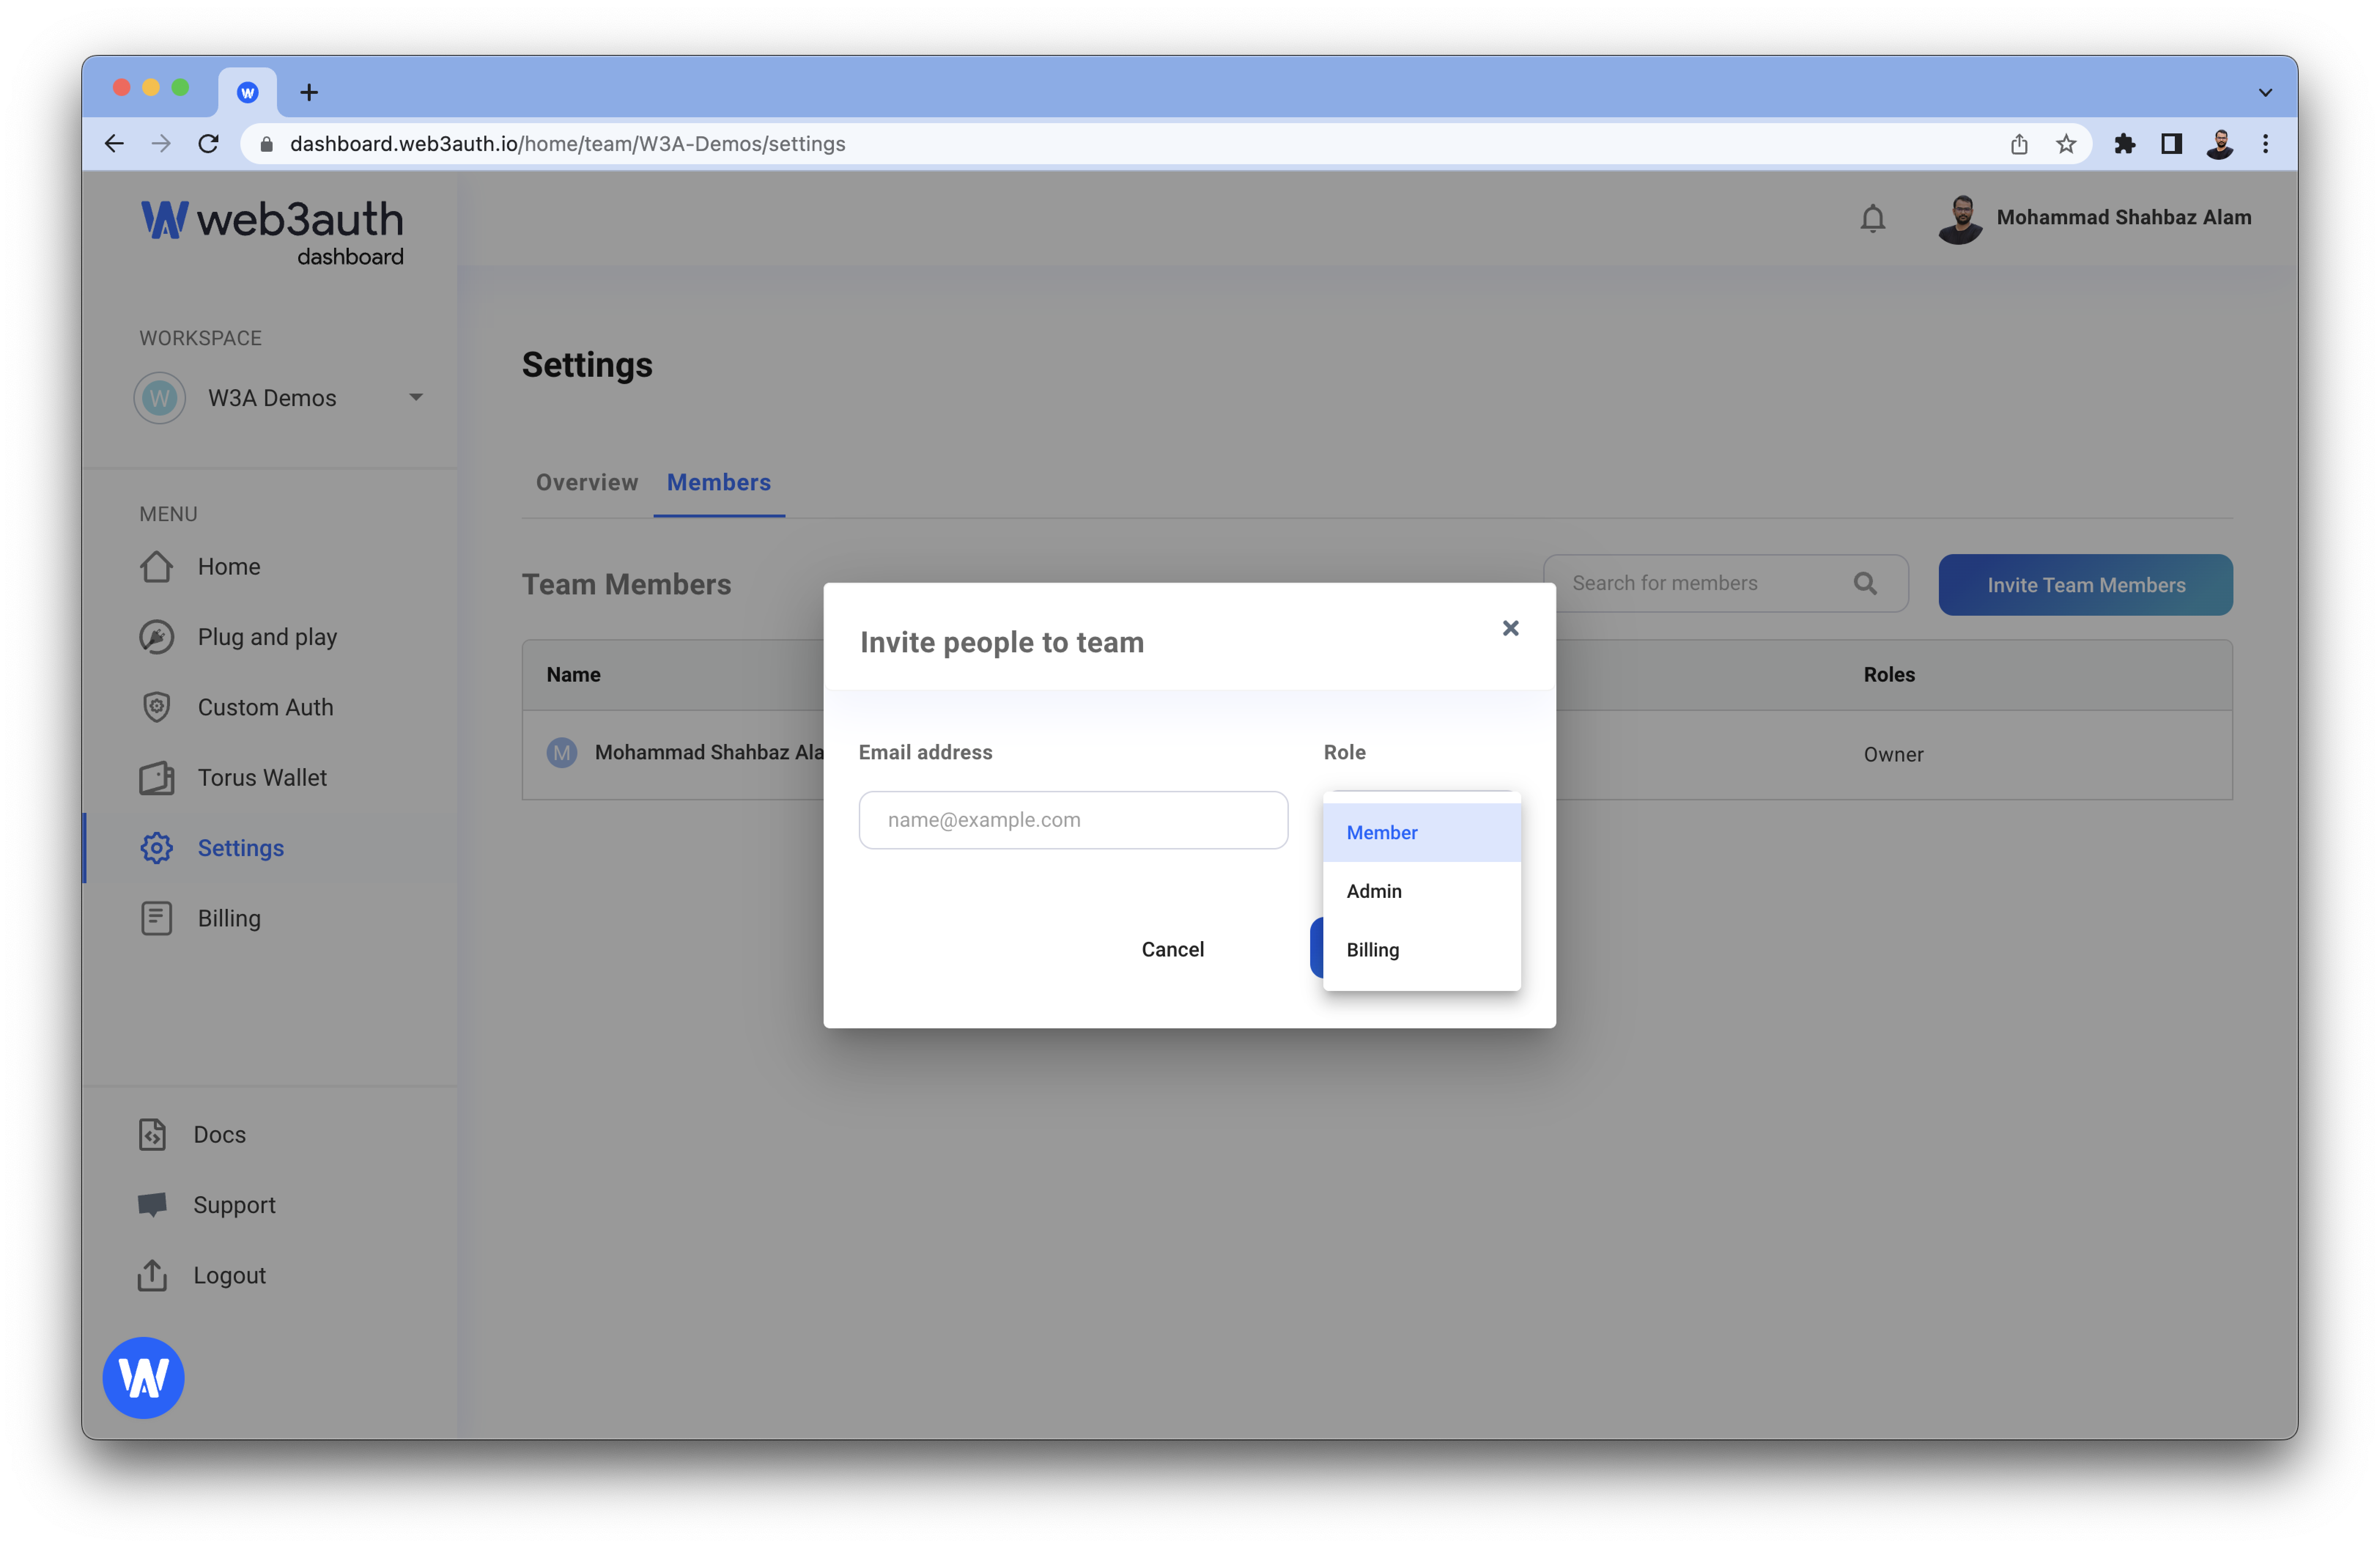 dashboard.web3auth.io/home/team/W3A-Demos/settings
web3auth
dashboard
Mohammad Shahbaz Alam
WORKSPACE
W
W3A Demos
MENU
Home
Plug and play
Custom Auth
Torus Wallet
Settings
Billing
Docs
Support
Logout
Settings
Overview
Members
Team Members
Search for members
Invite Team Members
Name
Roles
M
Mohammad Shahbaz Ala
Owner
Invite people to team
Email address
Role
name@example.com
Member
Admin
Billing
Cancel